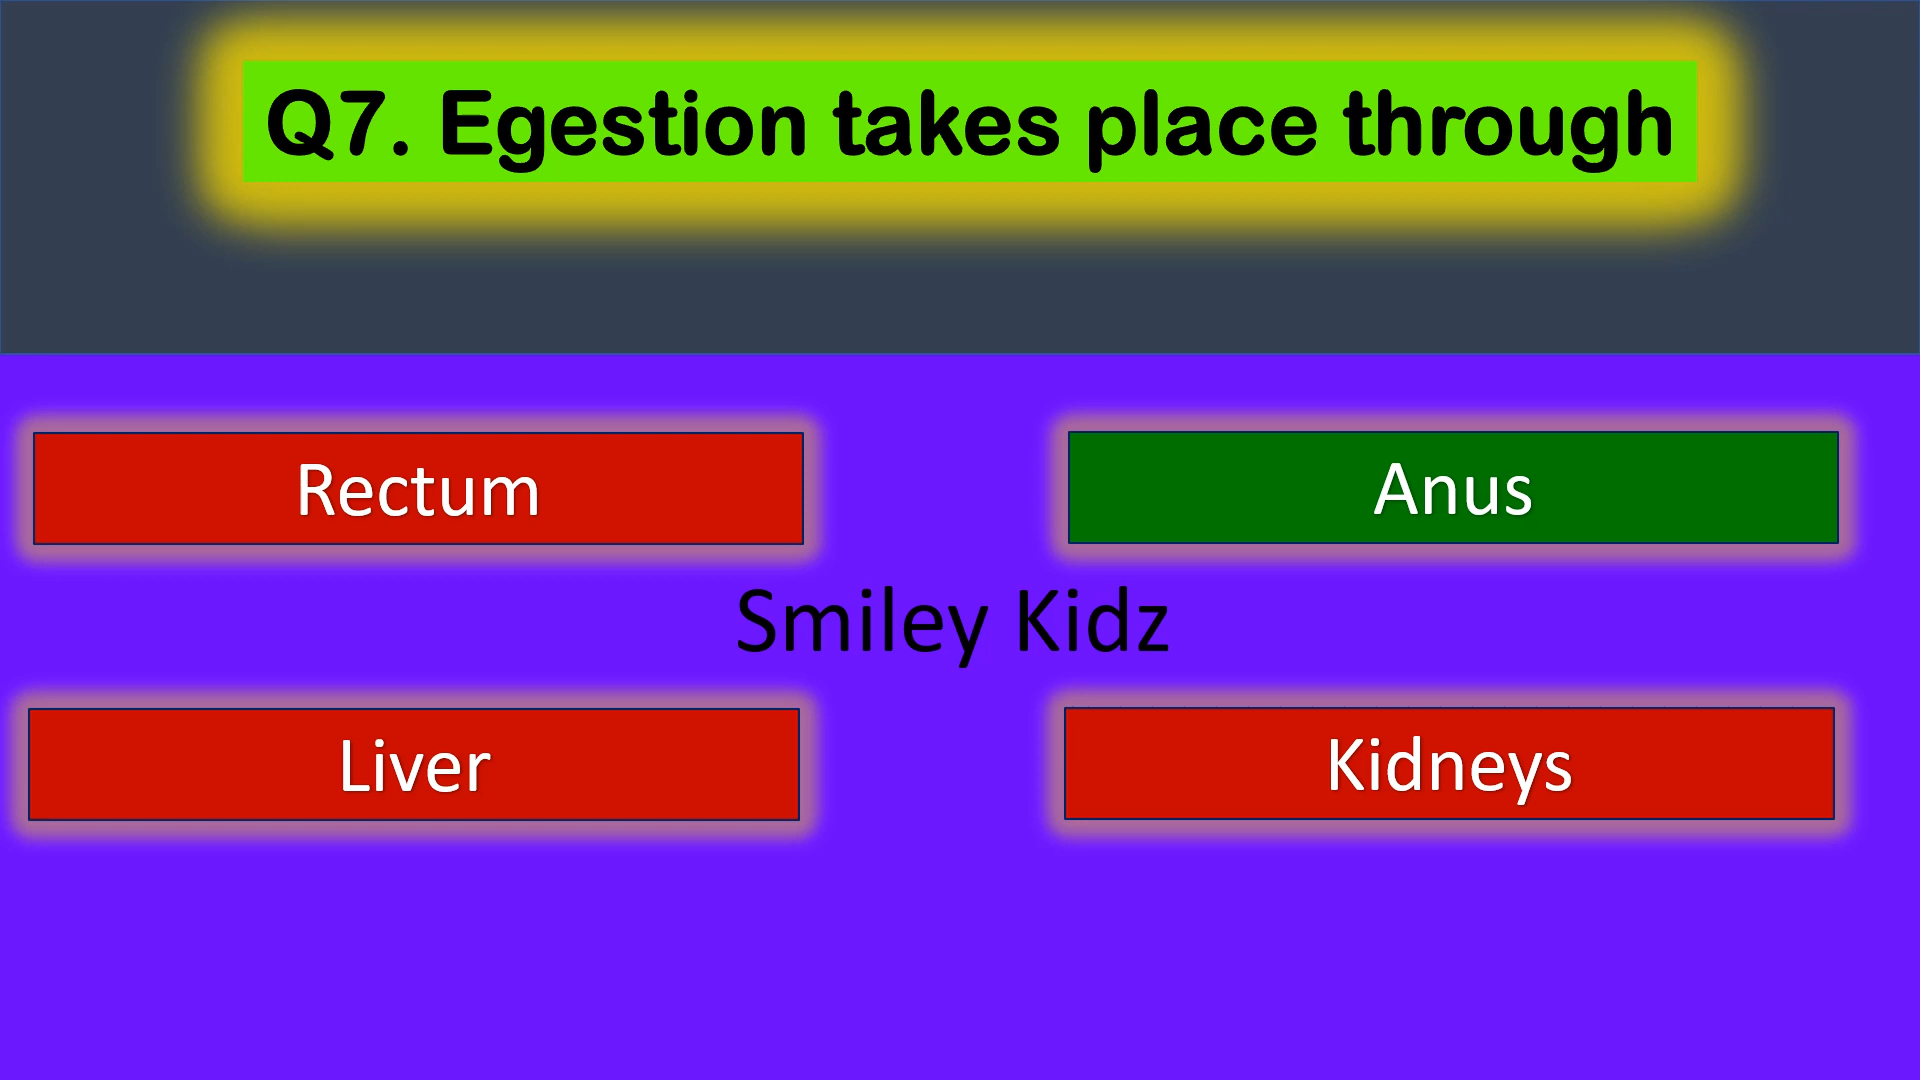 Q7. Egestion takes place through
Rectum
Anus
Smiley Kidz
Liver
Kidneys